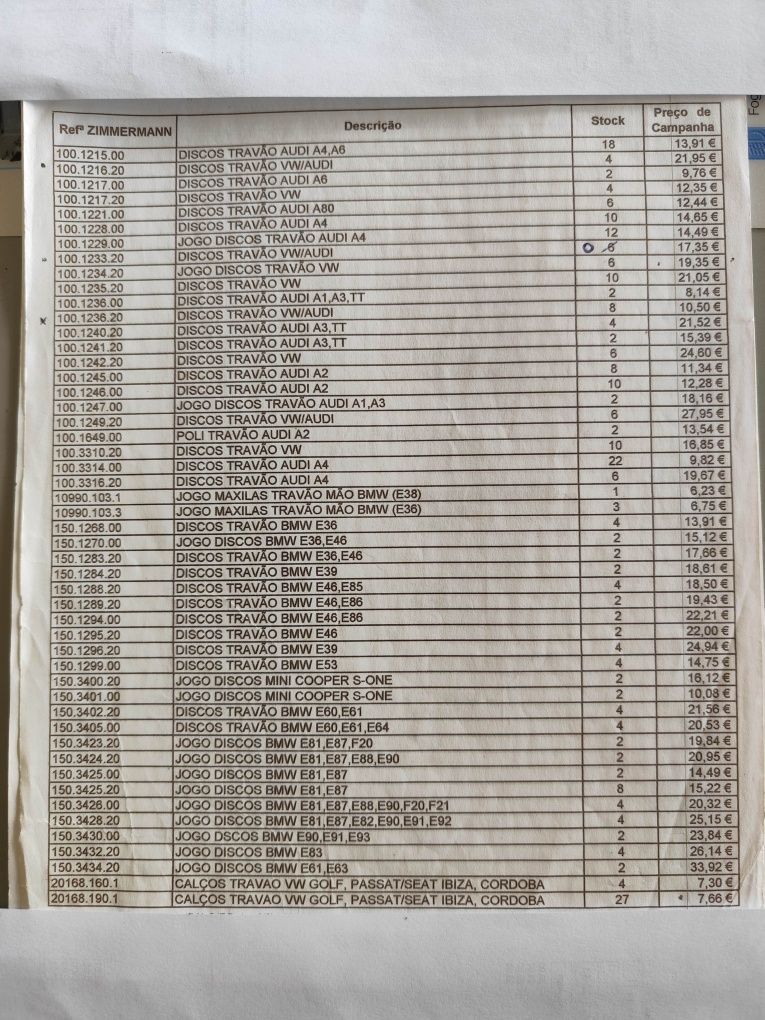 Refª ZIMMERMANN Descrição Stock Preço de Campanha
100.1215.00 DISCOS TRAVÃO AUDI A4,A6 18 13,91 €
100.1216.20 DISCOS TRAVÃO VW/AUDI 4 21,95 €
100.1217.00 DISCOS TRAVÃO AUDI A6 2 9,76 €
100.1217.20 DISCOS TRAVÃO VW 4 12,35 €
100.1221.00 DISCOS TRAVÃO AUDI A80 6 12,44 €
100.1228.00 DISCOS TRAVÃO AUDI A4 10 14,65 €
100.1229.00 JOGO DISCOS TRAVÃO AUDI A4 12 14,49 €
100.1233.20 DISCOS TRAVÃO VW/AUDI 0 6 17,35 €
100.1234.20 JOGO DISCOS TRAVÃO VW 6 19,35 €
100.1235.20 DISCOS TRAVÃO VW 10 21,05 €
100.1236.00 DISCOS TRAVÃO AUDI A1,A3,TT 2 8,14 €
100.1236.20 DISCOS TRAVÃO VW/AUDI 8 10,50 €
100.1240.20 DISCOS TRAVÃO AUDI A3,TT 4 21,52 €
100.1241.20 DISCOS TRAVÃO AUDI A3,TT 2 15,39 €
100.1242.20 DISCOS TRAVÃO VW 6 24,60 €
100.1245.00 DISCOS TRAVÃO AUDI A2 8 11,34 €
100.1246.00 DISCOS TRAVÃO AUDI A2 10 12,28 €
100.1247.00 JOGO DISCOS TRAVÃO AUDI A1,A3 2 18,16 €
100.1249.20 DISCOS TRAVÃO VW/AUDI 6 27,95 €
100.1649.00 POLI TRAVÃO AUDI A2 2 13,54 €
100.3310.20 DISCOS TRAVÃO VW 10 16,85 €
100.3314.00 DISCOS TRAVÃO AUDI A4 22 9,82 €
100.3316.20 DISCOS TRAVÃO AUDI A4 6 19,67 €
10990.103.1 JOGO MAXILAS TRAVÃO MÃO BMW (E38) 1 6,23 €
10990.103.3 JOGO MAXILAS TRAVÃO MÃO BMW (E36) 3 6,75 €
150.1268.00 DISCOS TRAVÃO BMW E36 4 13,91 €
150.1270.00 JOGO DISCOS BMW E36,E46 2 15,12 €
150.1283.20 DISCOS TRAVÃO BMW E36,E46 2 17,66 €
150.1284.20 DISCOS TRAVÃO BMW E39 2 18,61 €
150.1288.20 DISCOS TRAVÃO BMW E46,E85 4 18,50 €
150.1289.20 DISCOS TRAVÃO BMW E46,E86 2 19,43 €
150.1294.00 DISCOS TRAVÃO BMW E46,E86 2 22,21 €
150.1295.20 DISCOS TRAVÃO BMW E46 2 22,00 €
150.1296.20 DISCOS TRAVÃO BMW E39 4 24,94 €
150.1299.00 DISCOS TRAVÃO BMW E53 4 14,75 €
150.3400.20 JOGO DISCOS MINI COOPER S-ONE 2 16,12 €
150.3401.00 JOGO DISCOS MINI COOPER S-ONE 2 10,08 €
150.3402.20 DISCOS TRAVÃO BMW E60,E61 4 21,56 €
150.3405.00 DISCOS TRAVÃO BMW E60,E61,E64 4 20,53 €
150.3423.20 JOGO DISCOS BMW E81,E87,F20 2 19,84 €
150.3424.20 JOGO DISCOS BMW E81,E87,E88,E90 2 20,95 €
150.3425.00 JOGO DISCOS BMW E81,E87 2 14,49 €
150.3425.20 JOGO DISCOS BMW E81,E87 8 15,22 €
150.3426.00 JOGO DISCOS BMW E81,E87,E88,E90,F20,F21 4 20,32 €
150.3428.20 JOGO DISCOS BMW E81,E87,E82,E90,E91,E92 4 25,15 €
150.3430.00 JOGO DSCOS BMW E90,E91,E93 2 23,84 €
150.3432.20 JOGO DISCOS BMW E83 4 26,14 €
150.3434.20 JOGO DISCOS BMW E61,E63 2 33,92 €
20168.160.1 CALÇOS TRAVAO VW GOLF, PASSAT/SEAT IBIZA, CORDOBA 4 7,30 €
20168.190.1 CALÇOS TRAVAO VW GOLF, PASSAT/SEAT IBIZA, CORDOBA 27 7,66 €
Fog